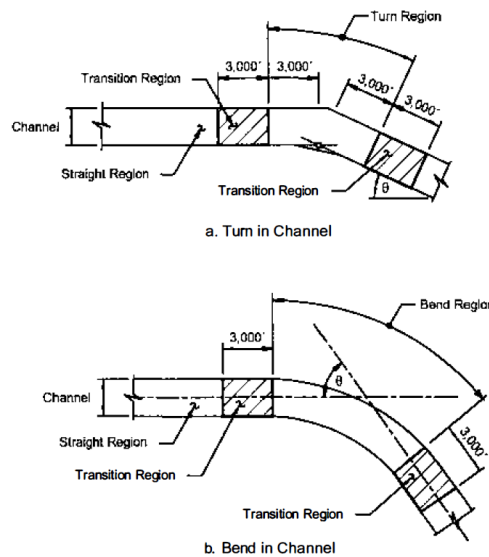 Turn Region
3,000'
3,000'
Transition Region
3,000'
3,000'
Channel
Straight Region
Transition Region
θ
a. Turn in Channel
Bend Region
3,000'
θ
Channel
Straight Region
3,000'
Transition Region
Transition Region
b. Bend in Channel